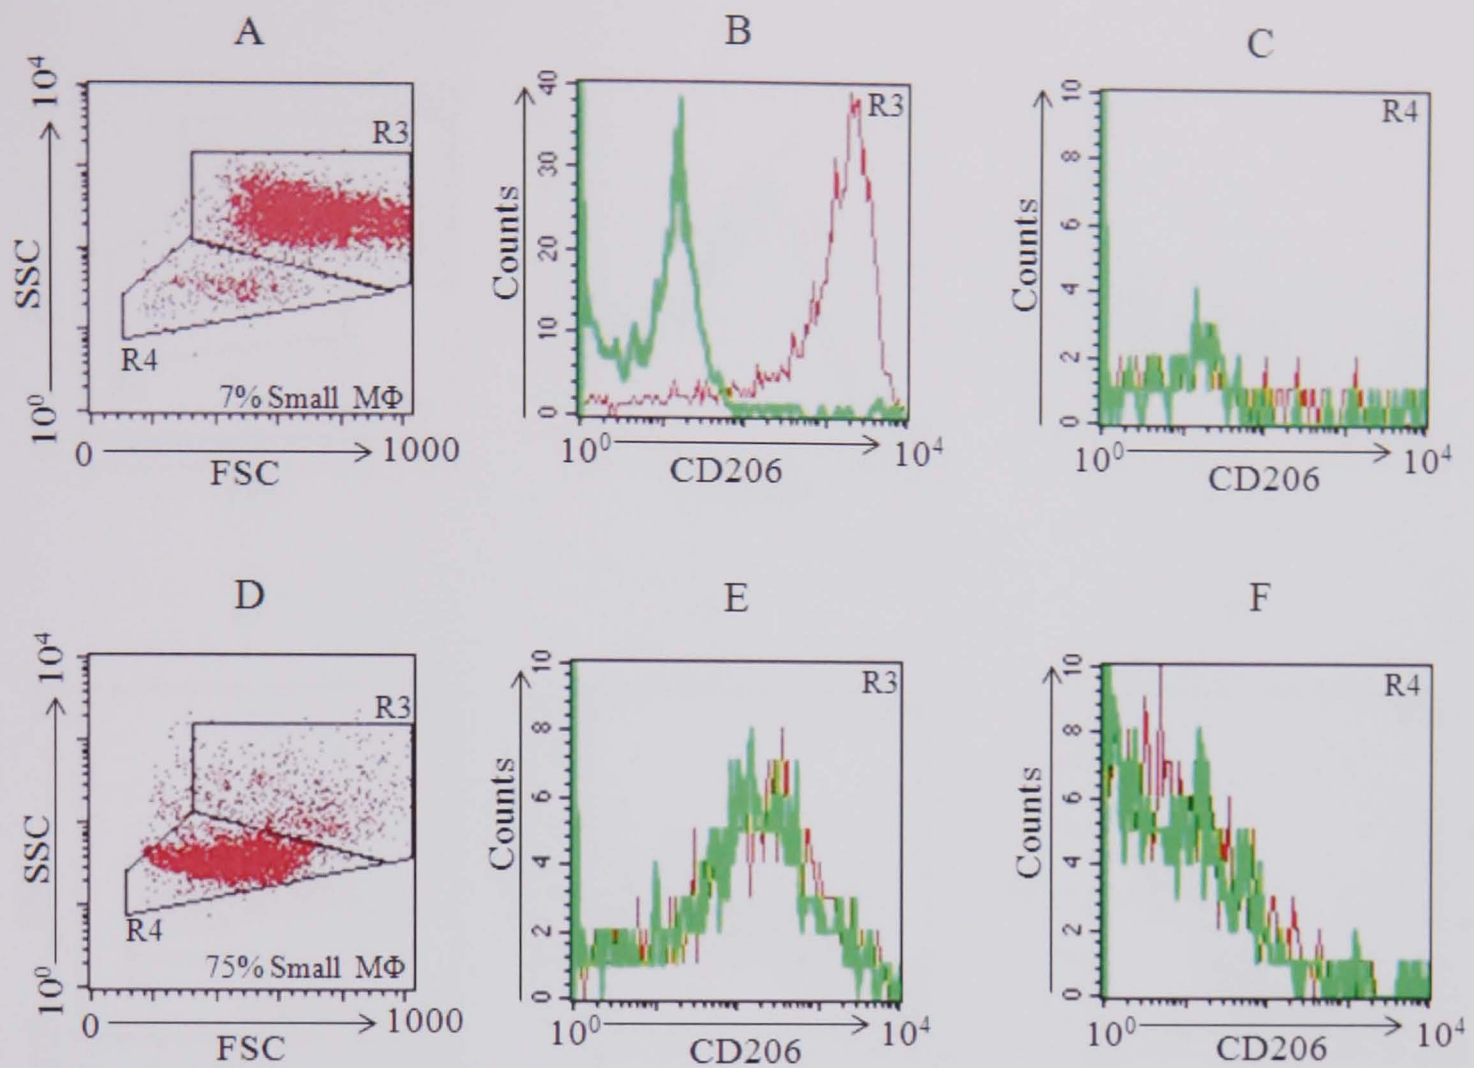 A
B
C
10⁴
SSC
10⁰
R3
R4
7% Small MΦ
0
1000
FSC
40
30
20
10
0
Counts
R3
10⁰
10⁴
CD206
10
8
6
4
2
0
Counts
R4
10⁰
10⁴
CD206
D
E
F
10⁴
SSC
10⁰
R3
R4
75% Small MΦ
0
1000
FSC
10
8
6
4
2
0
Counts
R3
10⁰
10⁴
CD206
10
8
6
4
2
0
Counts
R4
10⁰
10⁴
CD206